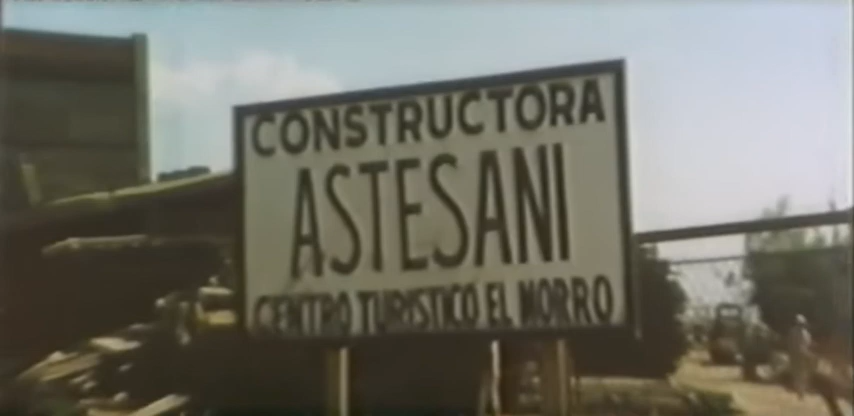 CONSTRUCTORA
ASTESANI
CENTRO TURISTICO EL MORRO